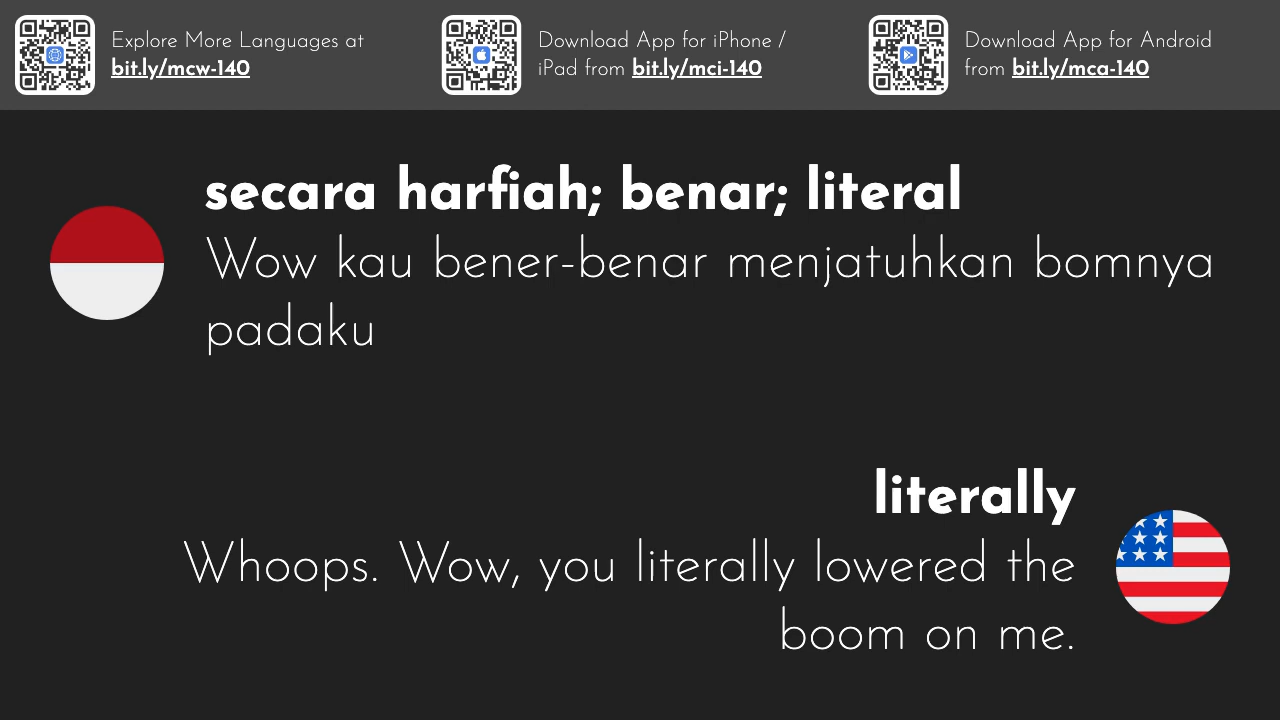 Explore More Languages at
bit.ly/mcw-140
Download App for iPhone /
iPad from bit.ly/mci-140
Download App for Android
from bit.ly/mca-140
secara harfiah; benar; literal
Wow kau bener-benar menjatuhkan bomnya
padaku
literally
Whoops. Wow, you literally lowered the
boom on me.